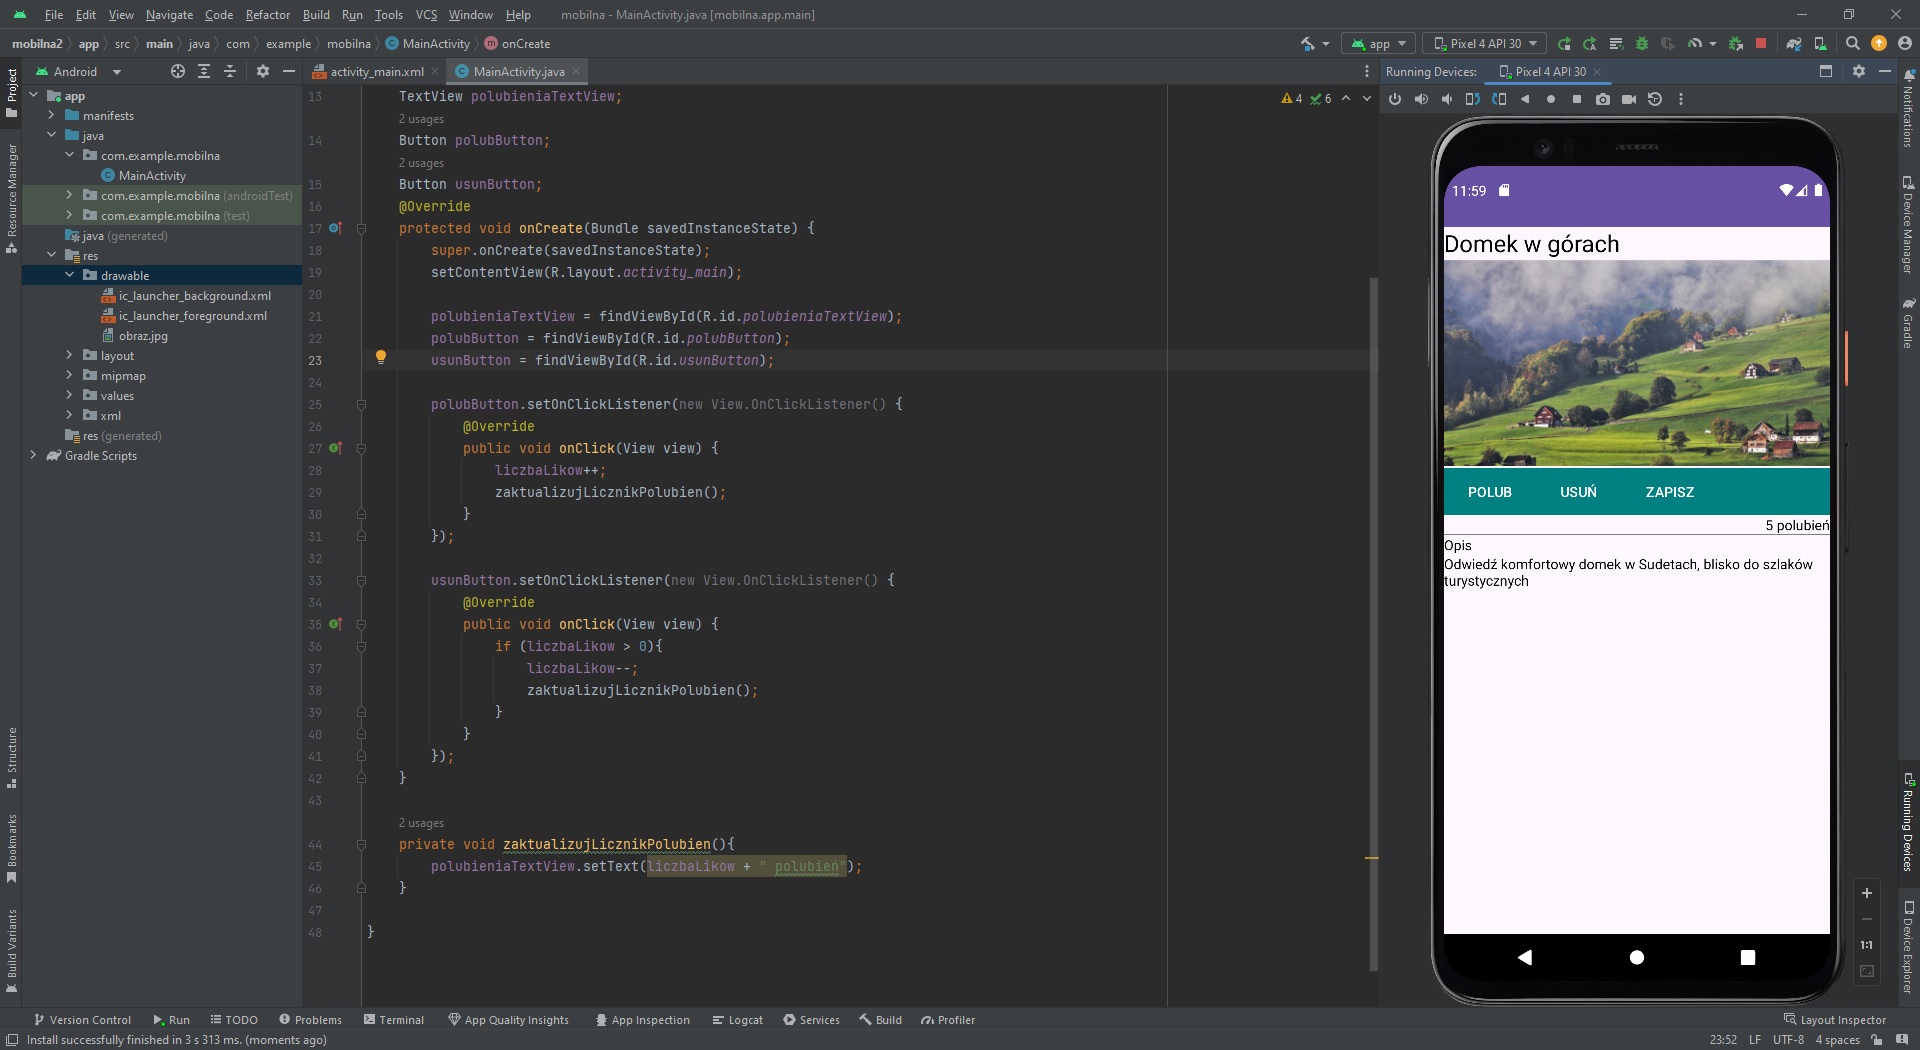 File Edit View Navigate Code Refactor Build Run Tools VCS Window Help mobilna - MainActivity.java [mobilna.app.main]
mobilna2 app src main java com example mobilna MainActivity onCreate app Pixel 4 API 30
Project
Resource Manager
Structure
Bookmarks
Build Variants
Android
app
manifests
java
com.example.mobilna
MainActivity
com.example.mobilna (androidTest)
com.example.mobilna (test)
java (generated)
res
drawable
ic_launcher_background.xml
ic_launcher_foreground.xml
obraz.jpg
layout
mipmap
values
xml
res (generated)
Gradle Scripts
activity_main.xml MainActivity.java
4 6
13 TextView polubieniaTextView;
2 usages
14 Button polubButton;
2 usages
15 Button usunButton;
16 @Override
17 protected void onCreate(Bundle savedInstanceState) {
18 super.onCreate(savedInstanceState);
19 setContentView(R.layout.activity_main);
20
21 polubieniaTextView = findViewById(R.id.polubieniaTextView);
22 polubButton = findViewById(R.id.polubButton);
23 usunButton = findViewById(R.id.usunButton);
24
25 polubButton.setOnClickListener(new View.OnClickListener() {
26 @Override
27 public void onClick(View view) {
28 liczbaLikow++;
29 zaktualizujLicznikPolubien();
30 }
31 });
32
33 usunButton.setOnClickListener(new View.OnClickListener() {
34 @Override
35 public void onClick(View view) {
36 if (liczbaLikow > 0){
37 liczbaLikow--;
38 zaktualizujLicznikPolubien();
39 }
40 }
41 });
42 }
43
2 usages
44 private void zaktualizujLicznikPolubien(){
45 polubieniaTextView.setText(liczbaLikow + " polubień");
46 }
47
48 }
Running Devices: Pixel 4 API 30
11:59
Domek w górach
POLUB USUŃ ZAPISZ
5 polubień
Opis
Odwiedź komfortowy domek w Sudetach, blisko do szlaków
turystycznych
1:1
Notifications
Device Manager
Gradle
Running Devices
Device Explorer
Version Control Run TODO Problems Terminal App Quality Insights App Inspection Logcat Services Build Profiler Layout Inspector
Install successfully finished in 3 s 313 ms. (moments ago) 23:52 LF UTF-8 4 spaces